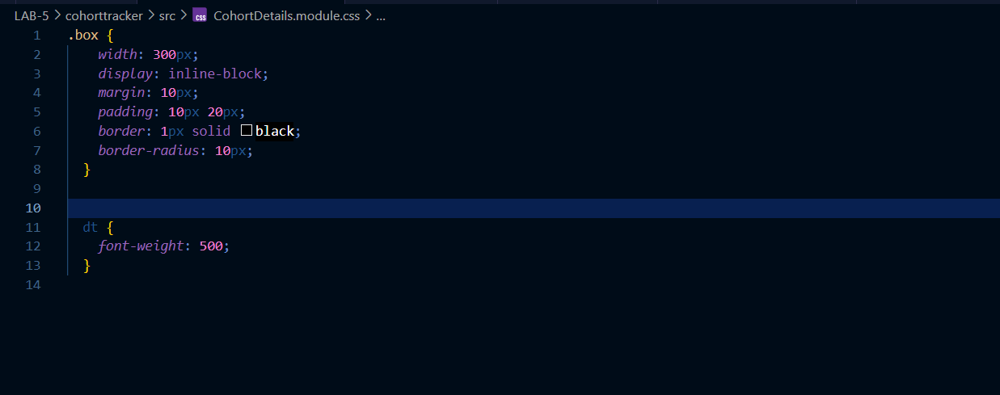 LAB-5 > cohorttracker > src > CSS CohortDetails.module.css > ...
1 .box {
2 width: 300px;
3 display: inline-block;
4 margin: 10px;
5 padding: 10px 20px;
6 border: 1px solid black;
7 border-radius: 10px;
8 }
9
10
11 dt {
12 font-weight: 500;
13 }
14